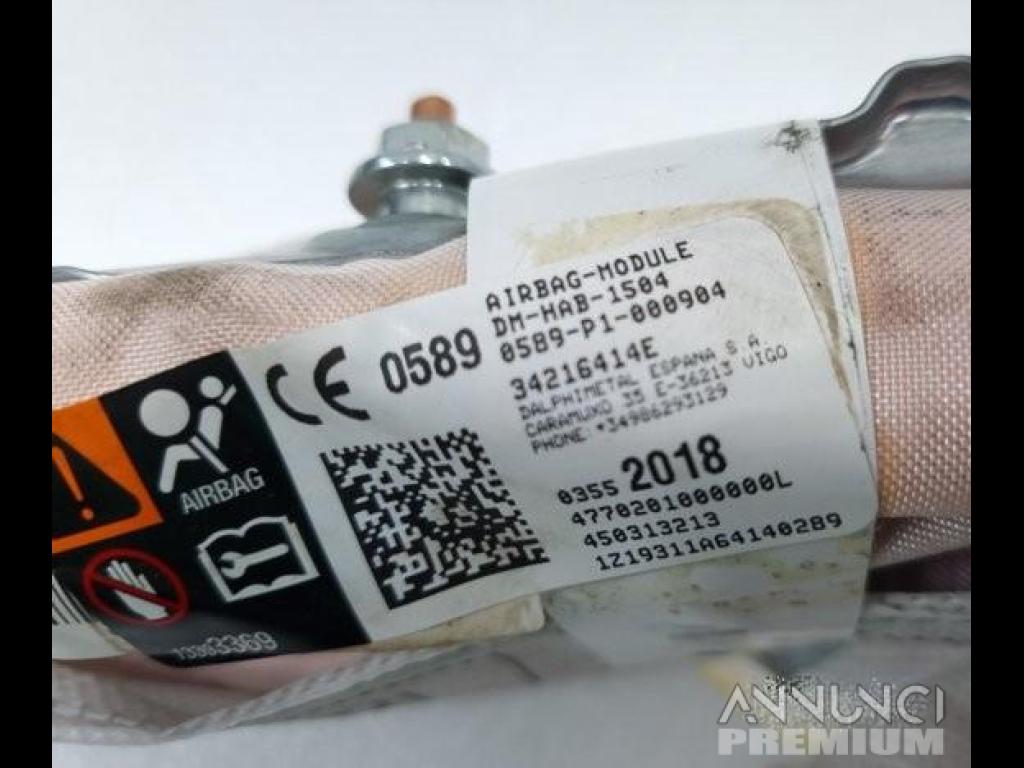 AIRBAG-MODULE
DM-HAB-1504
0589-P1-000904
CE 0589
34216414E
DALPHIMETAL ESPANA S.A.
CARAMUXO 35 E-36213 VIGO
PHONE: +34986293129
0355 2018
4770201000000L
450313213
1Z19311A64140289
AIRBAG
3369
ANNUNCI
PREMIUM